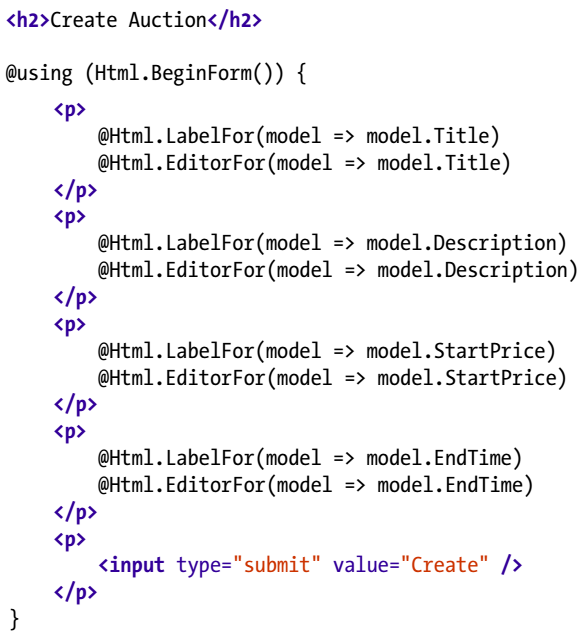 <h2>Create Auction</h2>
@using (Html.BeginForm()) {
<p>
@Html.LabelFor(model => model.Title)
@Html.EditorFor(model => model.Title)
</p>
<p>
@Html.LabelFor(model => model.Description)
@Html.EditorFor(model => model.Description)
</p>
<p>
@Html.LabelFor(model => model.StartPrice)
@Html.EditorFor(model => model.StartPrice)
</p>
<p>
@Html.LabelFor(model => model.EndTime)
@Html.EditorFor(model => model.EndTime)
</p>
<p>
<input type="submit" value="Create" />
</p>
}